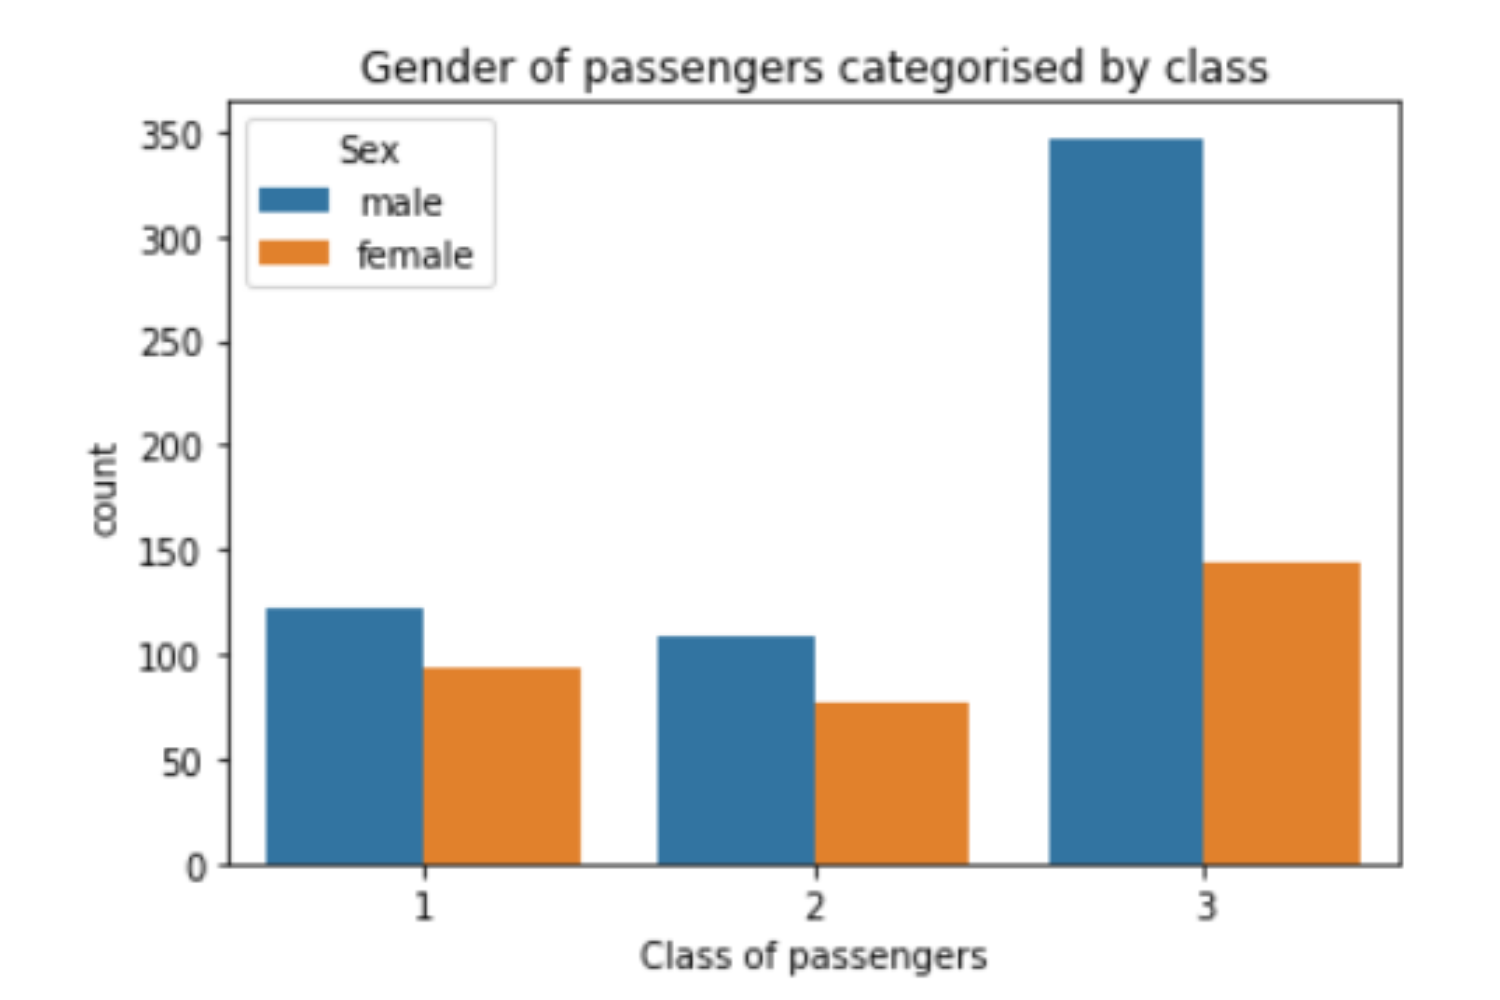 Gender of passengers categorised by class
350
300
250
200
150
100
50
0
count
Sex
male
female
1 2 3
Class of passengers